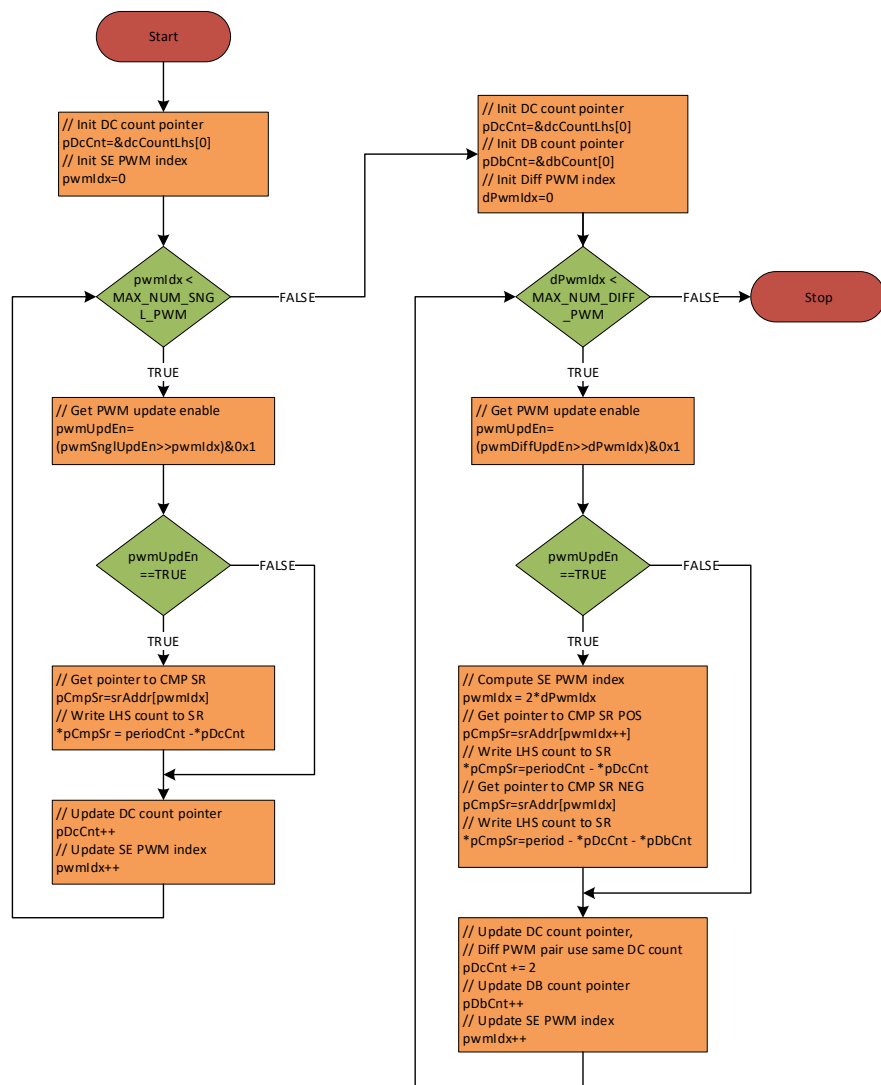 Start
// Init DC count pointer
pDcCnt=&dcCountLhs[0]
// Init SE PWM index
pwmIdx=0
pwmIdx <
MAX_NUM_SNG
L_PWM
FALSE
TRUE
// Get PWM update enable
pwmUpdEn=
(pwmSnglUpdEn>>pwmIdx)&0x1
pwmUpdEn
==TRUE
FALSE
TRUE
// Get pointer to CMP SR
pCmpSr=srAddr[pwmIdx]
// Write LHS count to SR
*pCmpSr = periodCnt -*pDcCnt
// Update DC count pointer
pDcCnt++
// Update SE PWM index
pwmIdx++
// Init DC count pointer
pDcCnt=&dcCountLhs[0]
// Init DB count pointer
pDbCnt=&dbCount[0]
// Init Diff PWM index
dPwmIdx=0
dPwmIdx <
MAX_NUM_DIFF
_PWM
FALSE
Stop
TRUE
// Get PWM update enable
pwmUpdEn=
(pwmDiffUpdEn>>dPwmIdx)&0x1
pwmUpdEn
==TRUE
FALSE
TRUE
// Compute SE PWM index
pwmIdx = 2*dPwmIdx
// Get pointer to CMP SR POS
pCmpSr=srAddr[pwmIdx++]
// Write LHS count to SR
*pCmpSr=periodCnt - *pDcCnt
// Get pointer to CMP SR NEG
pCmpSr=srAddr[pwmIdx]
// Write LHS count to SR
*pCmpSr=period - *pDcCnt - *pDbCnt
// Update DC count pointer,
// Diff PWM pair use same DC count
pDcCnt += 2
// Update DB count pointer
pDbCnt++
// Update SE PWM index
pwmIdx++